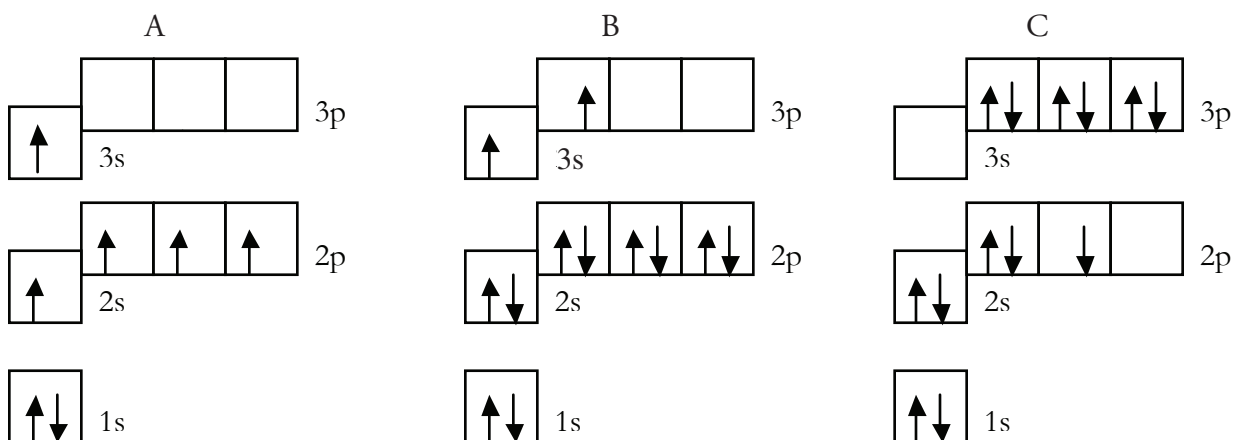 A B C
3p 3p 3p
3s 3s 3s
2p 2p 2p
2s 2s 2s
1s 1s 1s